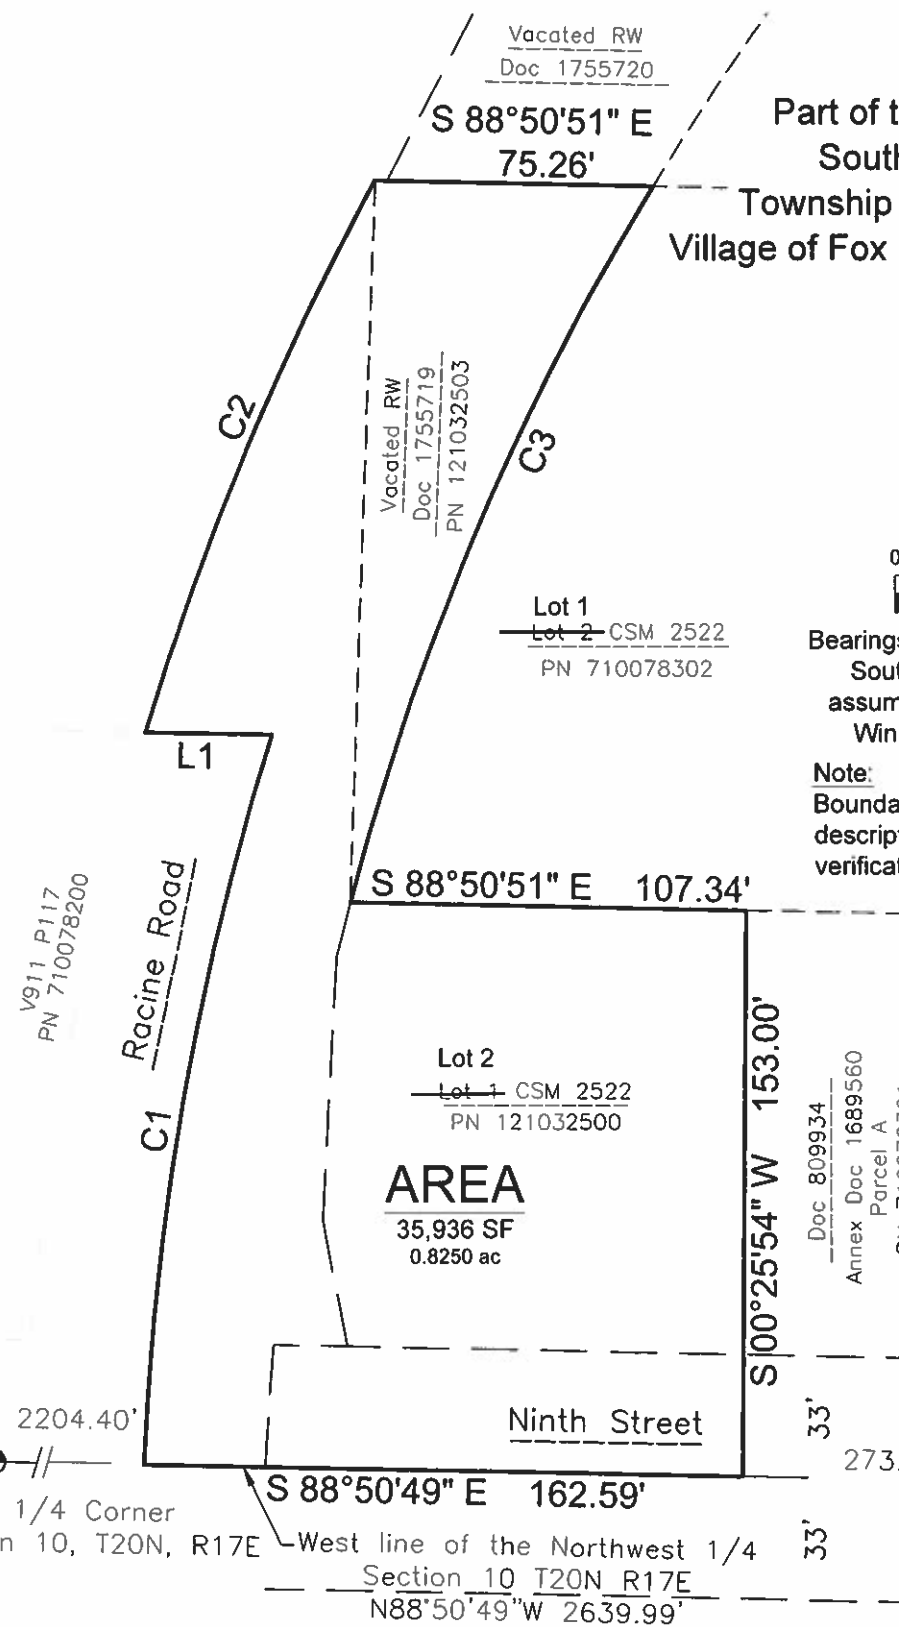 Vacated RW
Doc 1755720
S 88°50'51" E
75.26'
Part of t
South
Township
Village of Fox
C2
Vacated RW
Doc 1755719
PN 121032503
C3
Lot 1
Lot 2 CSM 2522
PN 710078302
Bearings
Sout
assum
Win
Note:
Bounda
descript
verificat
L1
V911 P117
PN 710078200
Racine Road
S 88°50'51" E 107.34'
C1
Lot 2
Lot 1 CSM 2522
PN 121032500
AREA
35,936 SF
0.8250 ac
S 00°25'54" W 153.00'
Doc 809934
Annex Doc 1689560
Parcel A
2204.40'
Ninth Street
33'
273.
S 88°50'49" E 162.59'
1/4 Corner
n 10, T20N, R17E
West line of the Northwest 1/4
Section 10 T20N R17E
N88°50'49"W 2639.99'
33'